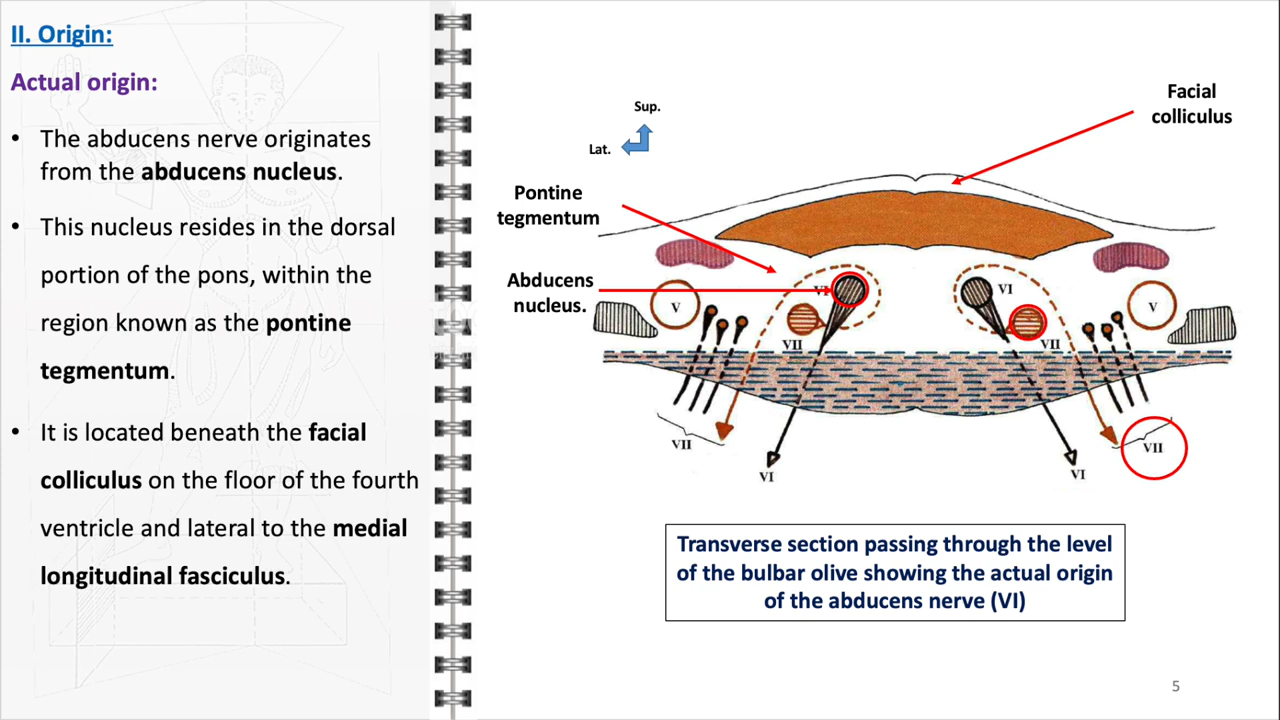 II. Origin:
Actual origin:
• The abducens nerve originates
from the abducens nucleus.
• This nucleus resides in the dorsal
portion of the pons, within the
region known as the pontine
tegmentum.
• It is located beneath the facial
colliculus on the floor of the fourth
ventricle and lateral to the medial
longitudinal fasciculus.
Sup.
Lat.
Facial
colliculus
Pontine
tegmentum
Abducens
nucleus.
VI
VI
V
V
VII
VII
VII
VI
VI
VII
Transverse section passing through the level
of the bulbar olive showing the actual origin
of the abducens nerve (VI)
5